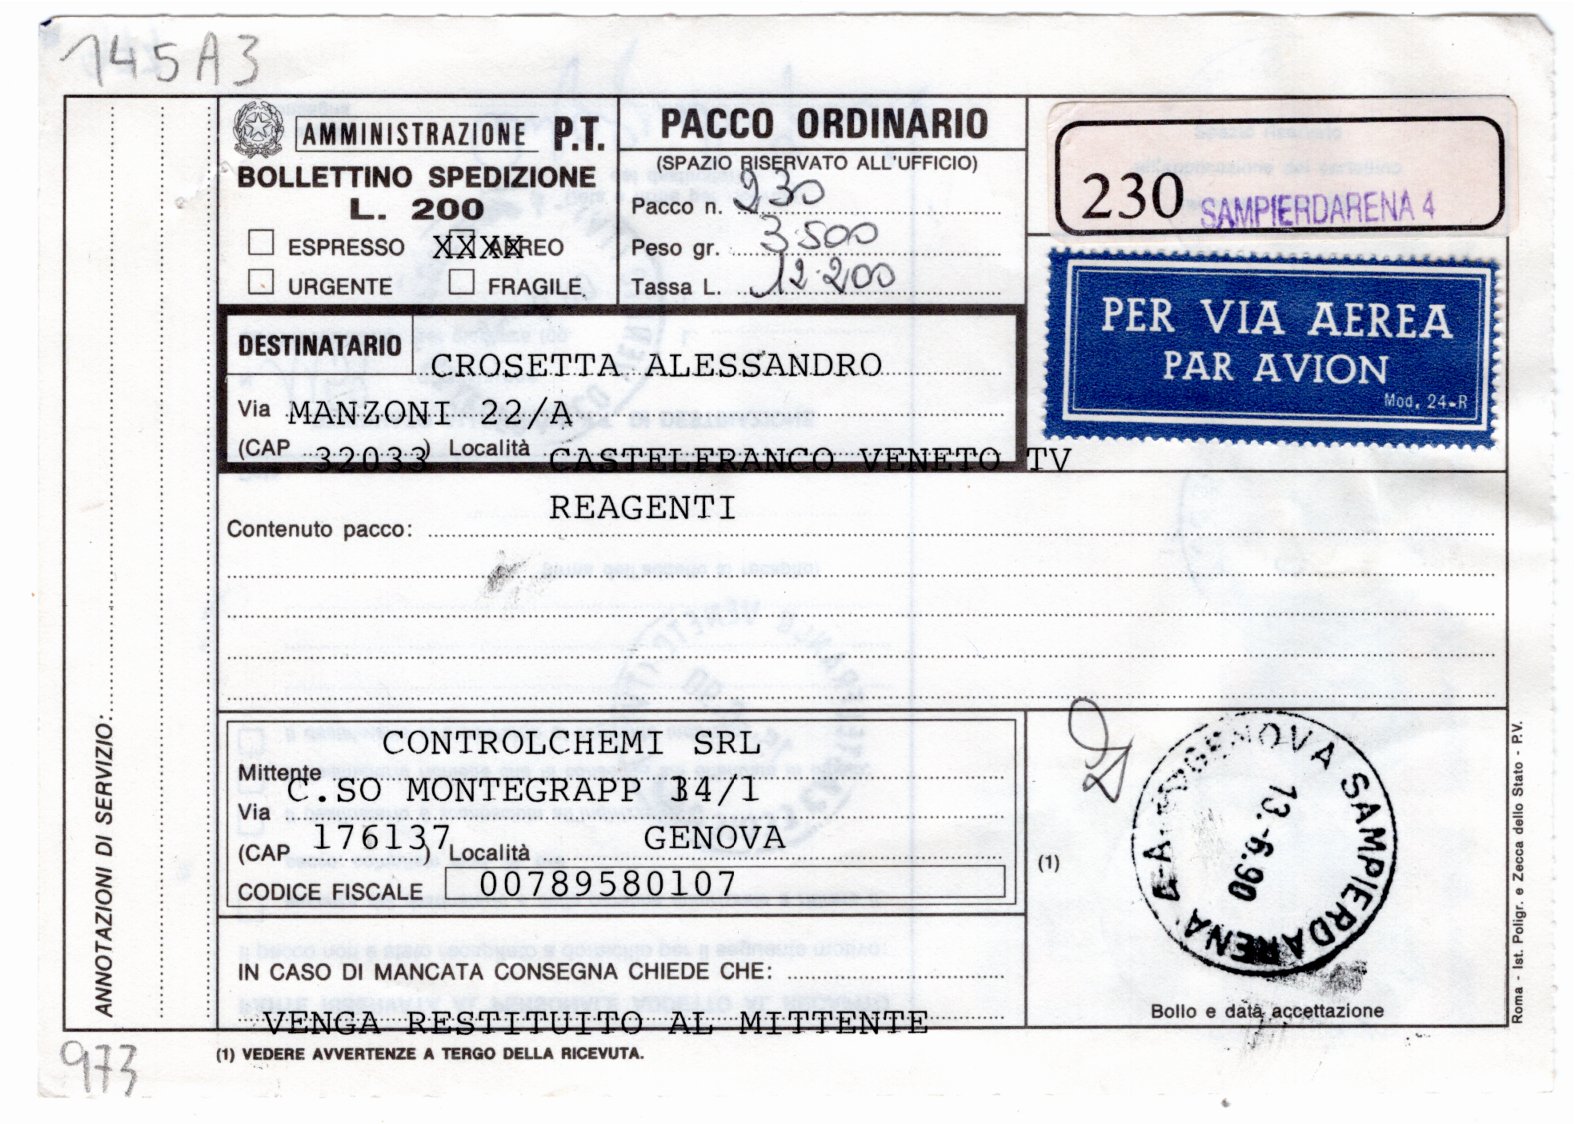 145A3
AMMINISTRAZIONE P.T.
BOLLETTINO SPEDIZIONE
L. 200
ESPRESSO XXXX AEREO
URGENTE FRAGILE
PACCO ORDINARIO
(SPAZIO RISERVATO ALL'UFFICIO)
Pacco n. 230
Peso gr. 3500
Tassa L. 12.200
230 SAMPIERDARENA 4
PER VIA AEREA
PAR AVION
Mod. 24-R
DESTINATARIO CROSETTA ALESSANDRO
Via MANZONI 22/A
(CAP 32033) Località CASTELFRANCO VENETO TV
REAGENTI
Contenuto pacco:
CONTROLCHEMI SRL
Mittente
Via C.SO MONTEGRAPP 14/1
(CAP 176137) Località GENOVA
CODICE FISCALE 00789580107
IN CASO DI MANCATA CONSEGNA CHIEDE CHE:
VENGA RESTITUITO AL MITTENTE
(1)
GENOVA SAMPIERDARENA
13.-6.90
Bollo e data accettazione
ANNOTAZIONI DI SERVIZIO:
Roma - Ist. Poligr. e Zecca dello Stato - P.V.
973
(1) VEDERE AVVERTENZE A TERGO DELLA RICEVUTA.